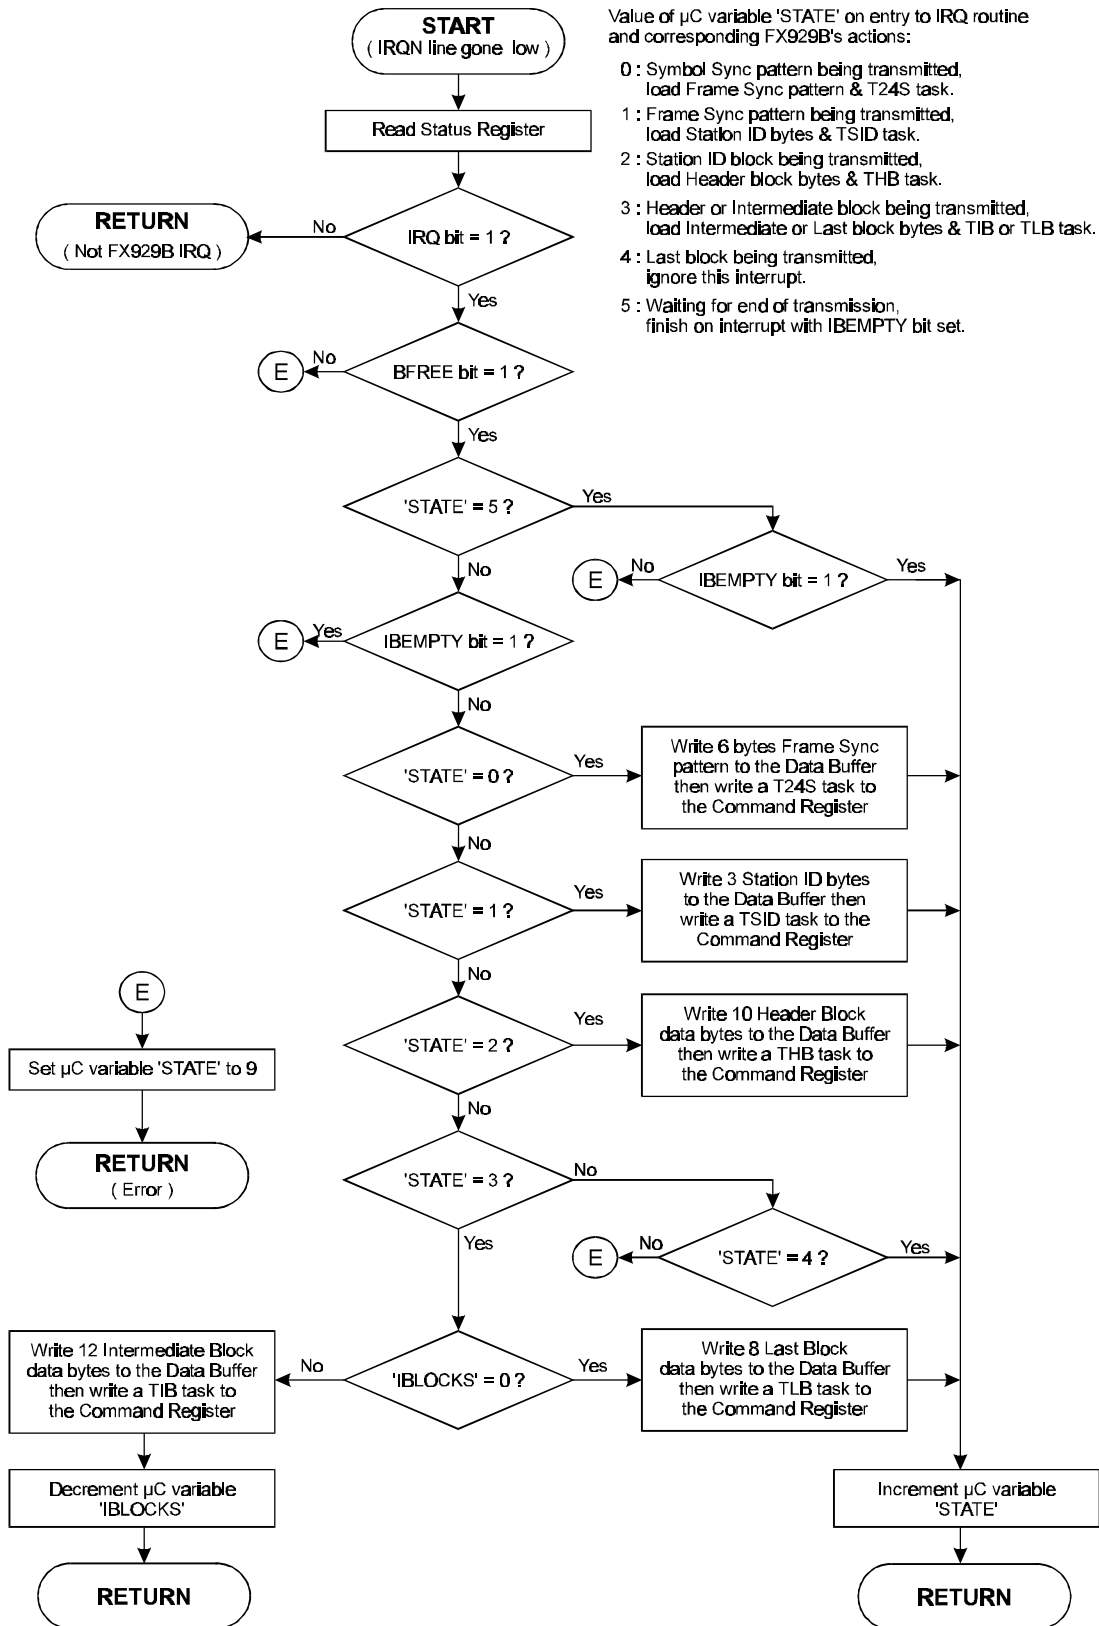 START
( IRQN line gone low )
Value of µC variable 'STATE' on entry to IRQ routine
and corresponding FX929B's actions:
0 : Symbol Sync pattern being transmitted,
load Frame Sync pattern & T24S task.
1 : Frame Sync pattern being transmitted,
load Station ID bytes & TSID task.
2 : Station ID block being transmitted,
load Header block bytes & THB task.
3 : Header or Intermediate block being transmitted,
load Intermediate or Last block bytes & TIB or TLB task.
4 : Last block being transmitted,
ignore this interrupt.
5 : Waiting for end of transmission,
finish on interrupt with IBEMPTY bit set.
Read Status Register
IRQ bit = 1 ?
No
RETURN
( Not FX929B IRQ )
Yes
BFREE bit = 1 ?
No
E
Yes
'STATE' = 5 ?
Yes
No
IBEMPTY bit = 1 ?
No
E
Yes
IBEMPTY bit = 1 ?
Yes
E
No
'STATE' = 0 ?
Yes
Write 6 bytes Frame Sync
pattern to the Data Buffer
then write a T24S task to
the Command Register
No
'STATE' = 1 ?
Yes
Write 3 Station ID bytes
to the Data Buffer then
write a TSID task to the
Command Register
No
'STATE' = 2 ?
Yes
Write 10 Header Block
data bytes to the Data Buffer
then write a THB task to
the Command Register
No
E
Set µC variable 'STATE' to 9
RETURN
( Error )
'STATE' = 3 ?
No
Yes
'STATE' = 4 ?
No
E
Yes
'IBLOCKS' = 0 ?
No
Write 12 Intermediate Block
data bytes to the Data Buffer
then write a TIB task to
the Command Register
Yes
Write 8 Last Block
data bytes to the Data Buffer
then write a TLB task to
the Command Register
Decrement µC variable
'IBLOCKS'
RETURN
Increment µC variable
'STATE'
RETURN